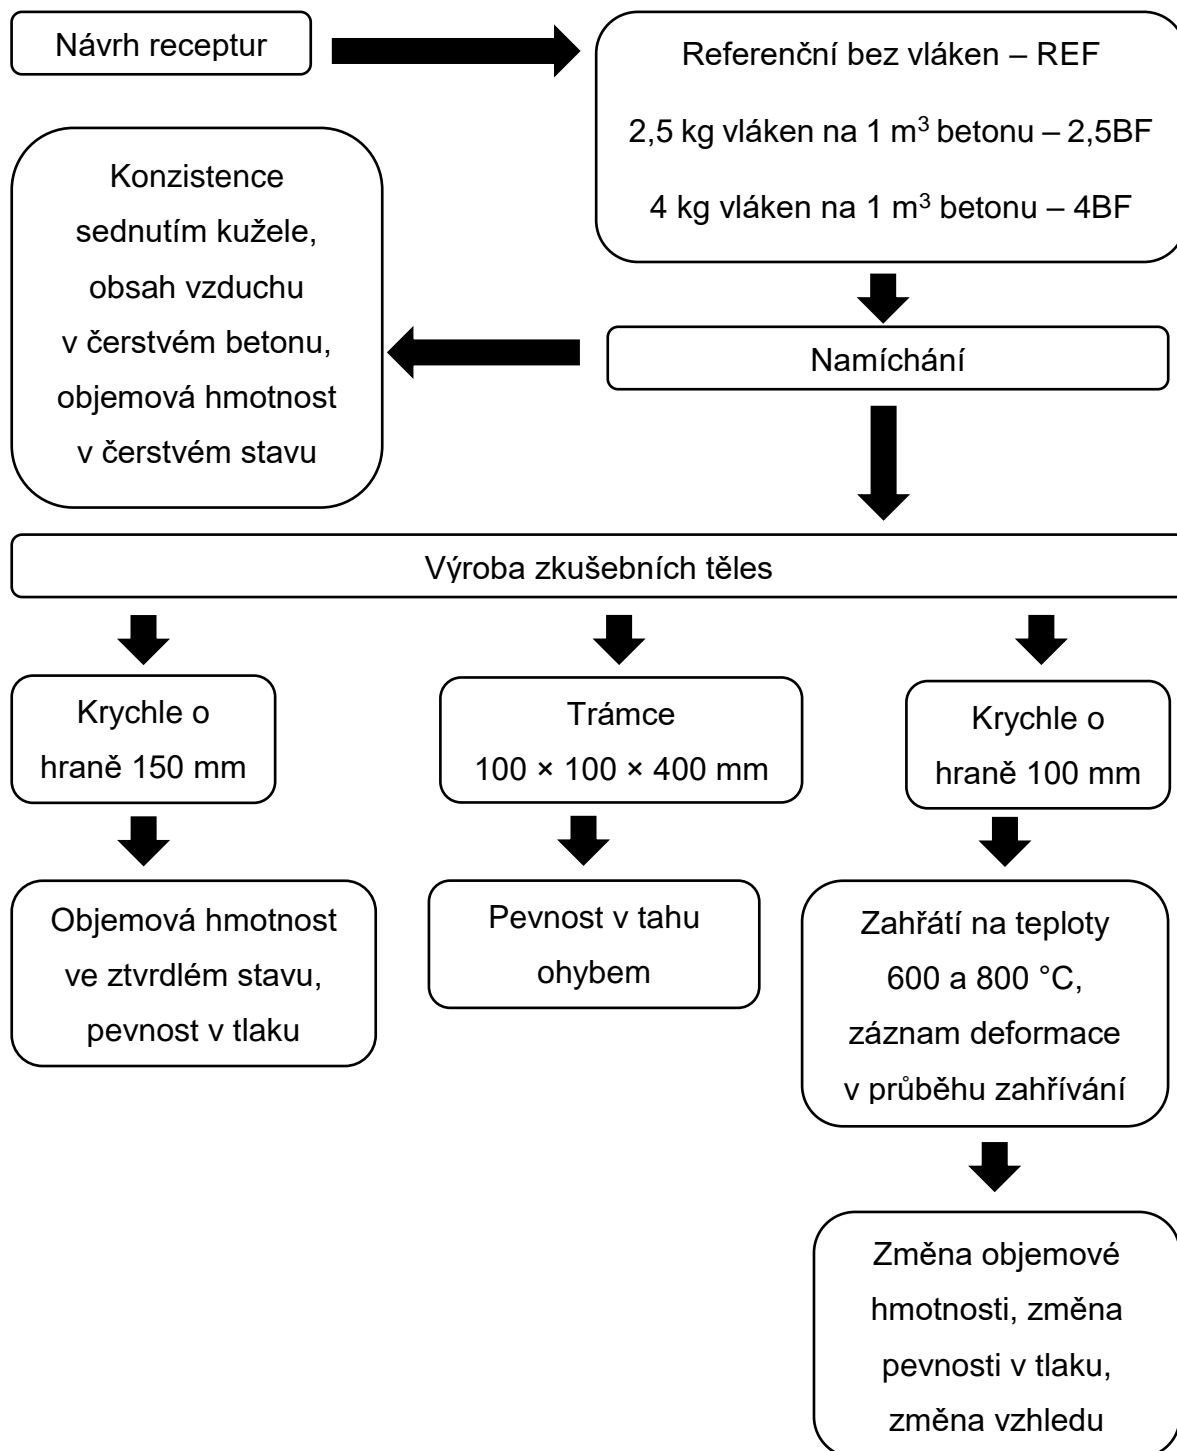 Návrh receptur
Referenční bez vláken – REF
2,5 kg vláken na 1 m³ betonu – 2,5BF
4 kg vláken na 1 m³ betonu – 4BF
Konzistence
sednutím kužele,
obsah vzduchu
v čerstvém betonu,
objemová hmotnost
v čerstvém stavu
Namíchání
Výroba zkušebních těles
Krychle o
hraně 150 mm
Trámce
100 × 100 × 400 mm
Krychle o
hraně 100 mm
Objemová hmotnost
ve ztvrdlém stavu,
pevnost v tlaku
Pevnost v tahu
ohybem
Zahřátí na teploty
600 a 800 °C,
záznam deformace
v průběhu zahřívání
Změna objemové
hmotnosti, změna
pevnosti v tlaku,
změna vzhledu